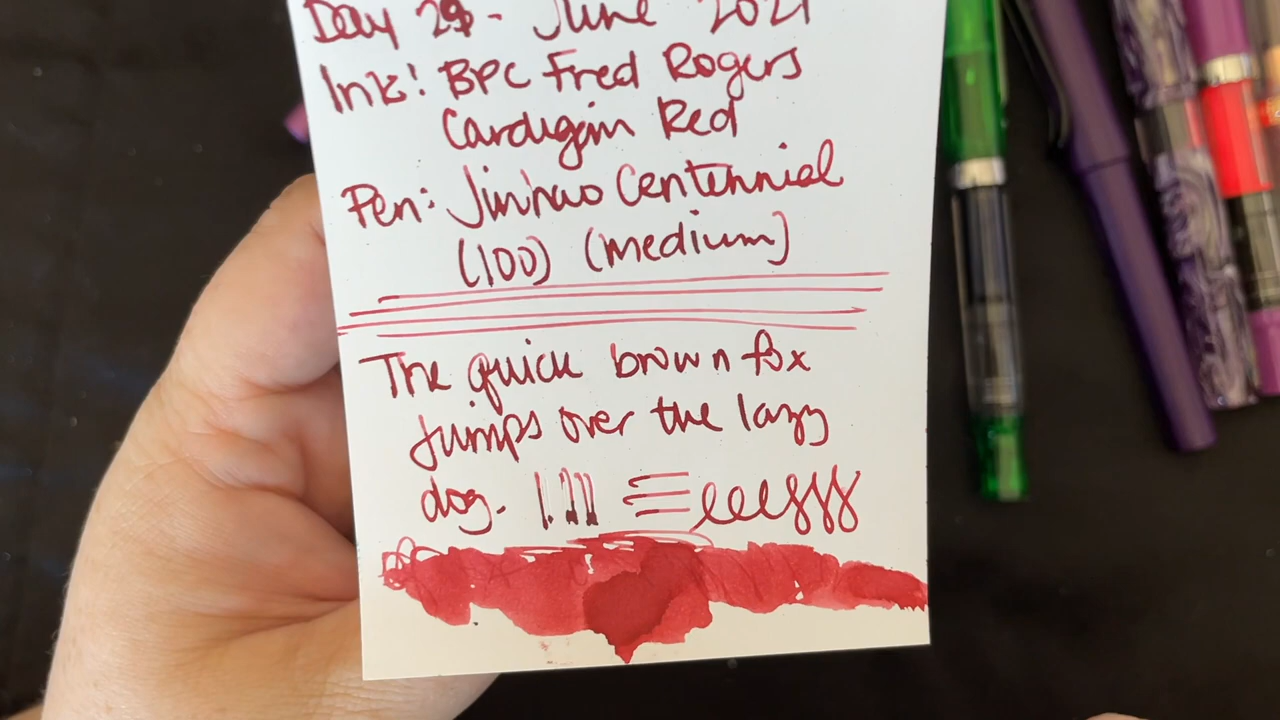 Day 29 - June 2021
Ink: BPC Fred Rogers
Cardigan Red
Pen: Jinhao Centennial
(100) (medium)
The quick brown fox
jumps over the lazy
dog.